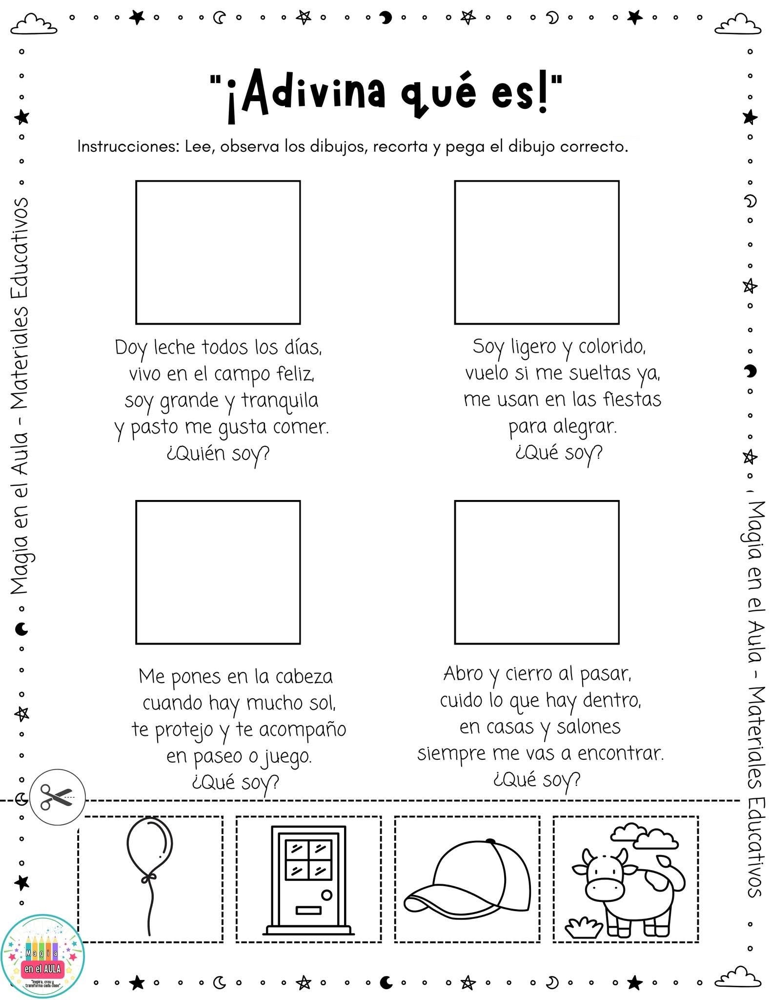 "¡Adivina qué es!"
Instrucciones: Lee, observa los dibujos, recorta y pega el dibujo correcto.
Doy leche todos los días,
vivo en el campo feliz,
soy grande y tranquila
y pasto me gusta comer.
¿Quién soy?
Soy ligero y colorido,
vuelo si me sueltas ya,
me usan en las fiestas
para alegrar.
¿Qué soy?
Me pones en la cabeza
cuando hay mucho sol,
te protejo y te acompaño
en paseo o juego.
¿Qué soy?
Abro y cierro al pasar,
cuido lo que hay dentro,
en casas y salones
siempre me vas a encontrar.
¿Qué soy?
Magia en el Aula - Materiales Educativos
Magia en el Aula - Materiales Educativos
Magia
en el AULA
"Inspira, crea y
transforma cada clase"